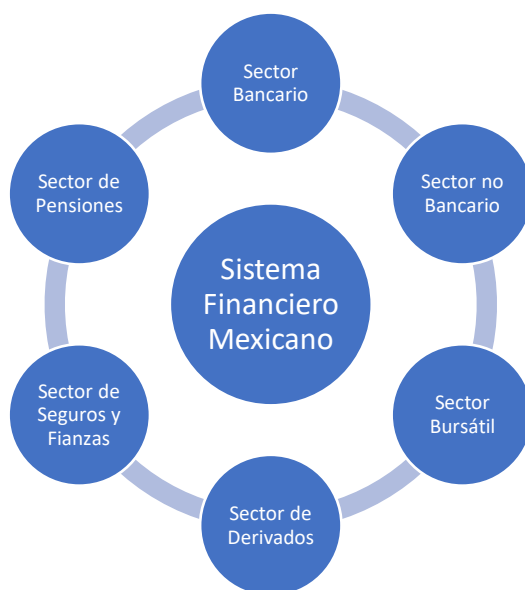 Sector
Bancario
Sector de
Pensiones
Sector no
Bancario
Sistema
Financiero
Mexicano
Sector de
Seguros y
Fianzas
Sector
Bursátil
Sector de
Derivados